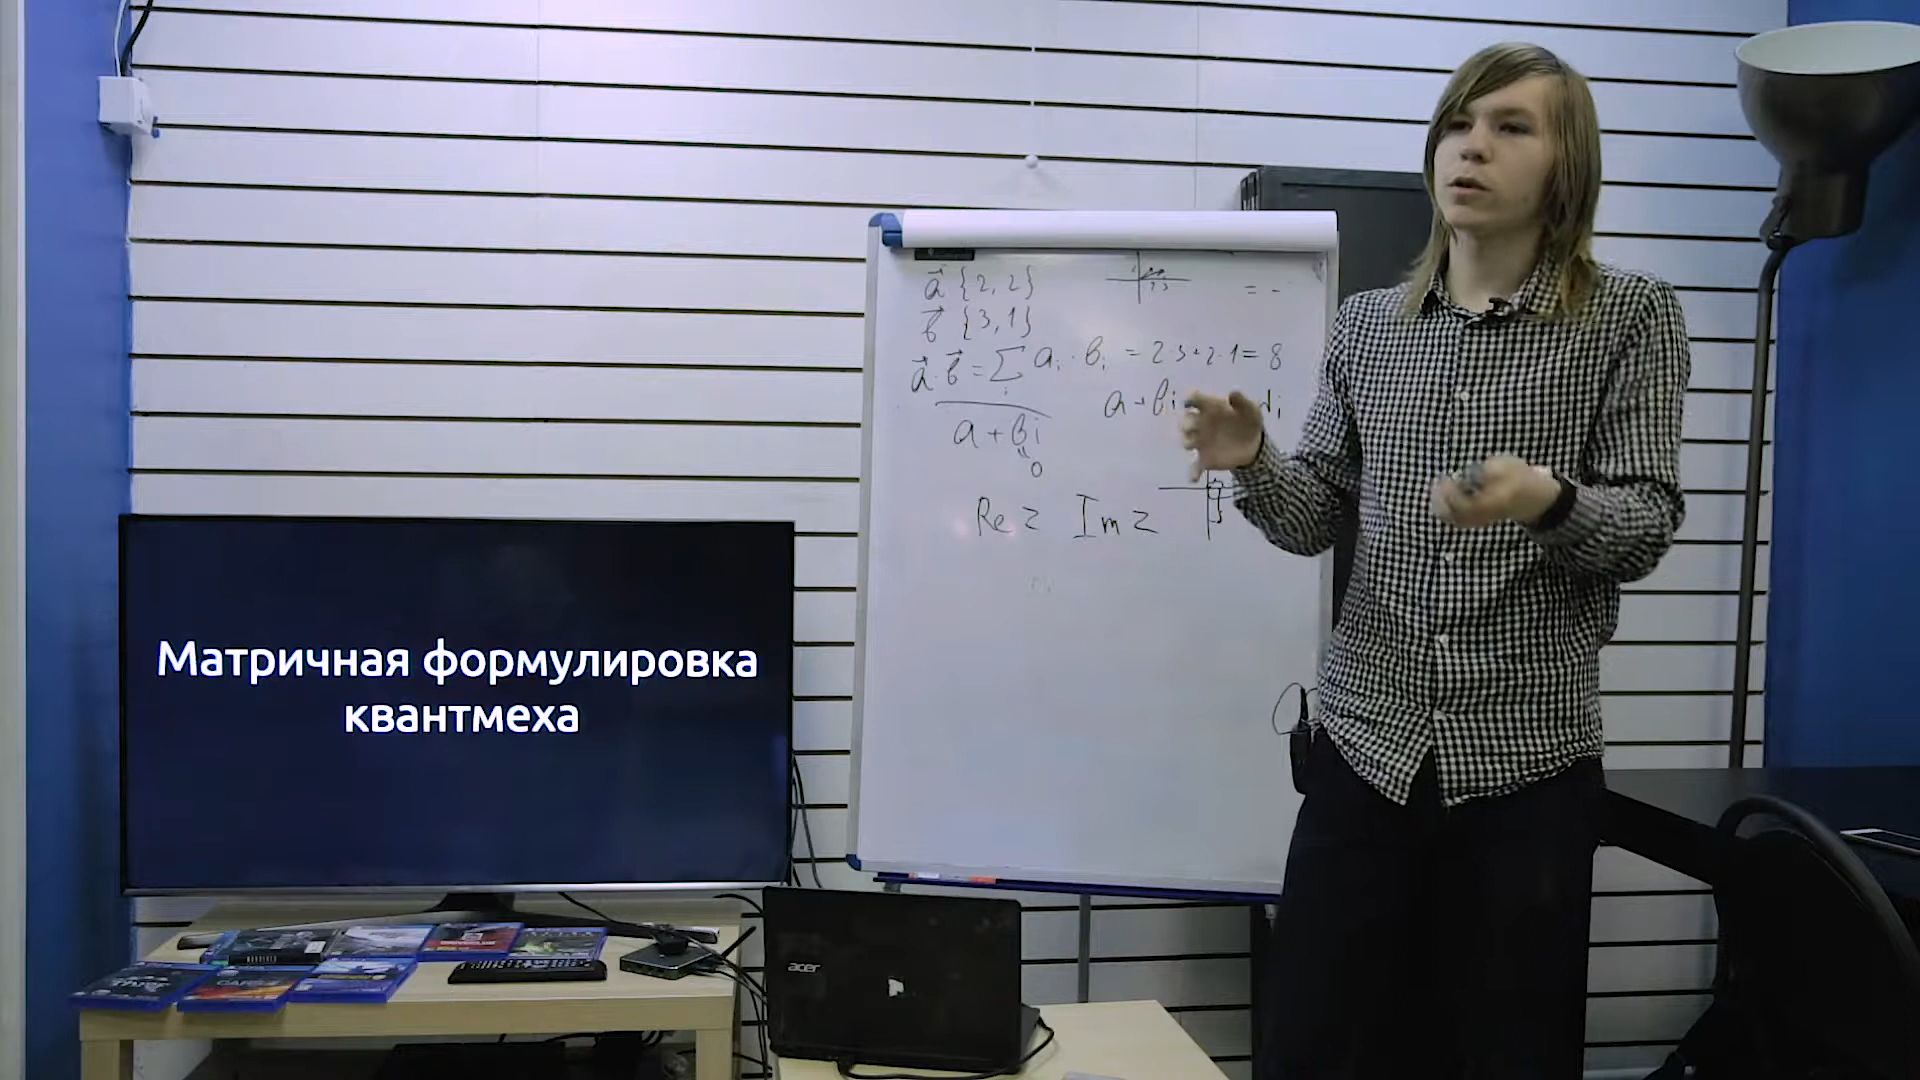 Матричная формулировка
квантмеха
a⃗ {2, 2}
b⃗ {3, 1}
= -
a⃗ · b⃗ = ∑ aᵢ · bᵢ = 2·3+2·1=8
i
a + bi
a + bi
"
0
Re z Im z
acer